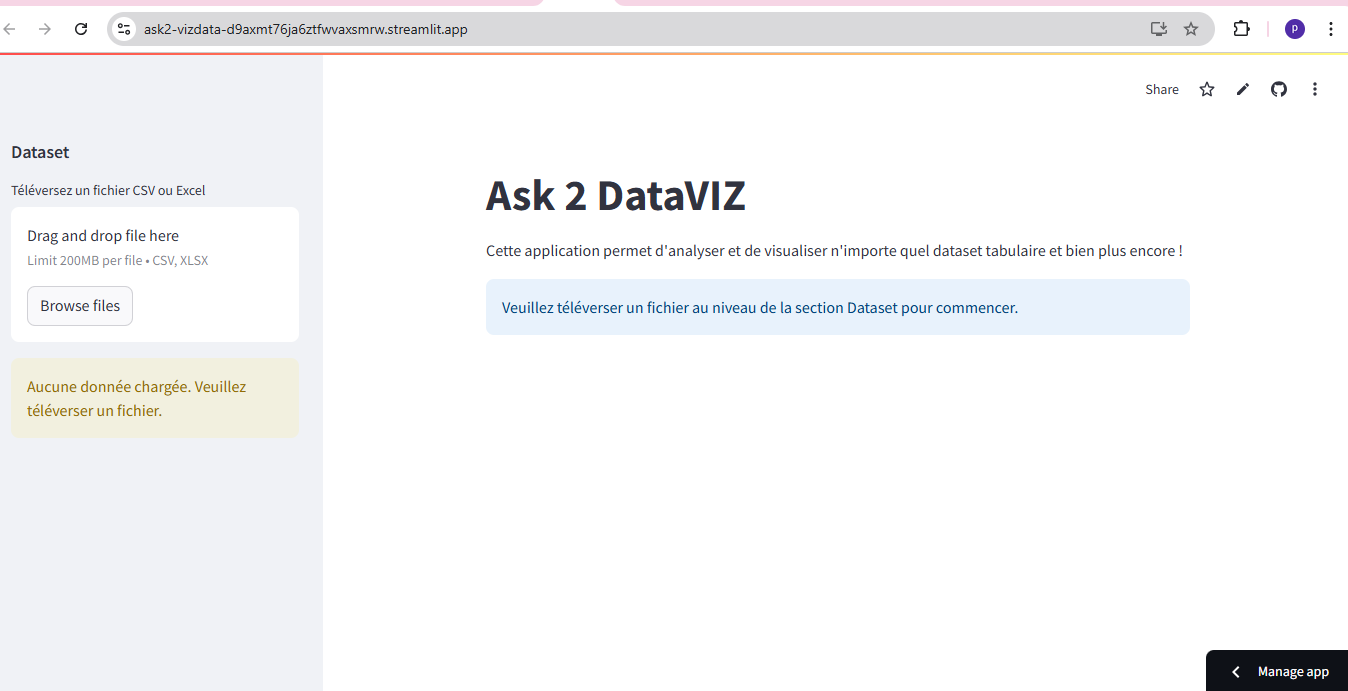 ask2-vizdata-d9axmt76ja6ztfwvaxsmrw.streamlit.app
P
Share
Dataset
Téléversez un fichier CSV ou Excel
Drag and drop file here
Limit 200MB per file • CSV, XLSX
Browse files
Aucune donnée chargée. Veuillez
téléverser un fichier.
Ask 2 DataVIZ
Cette application permet d'analyser et de visualiser n'importe quel dataset tabulaire et bien plus encore !
Veuillez téléverser un fichier au niveau de la section Dataset pour commencer.
Manage app